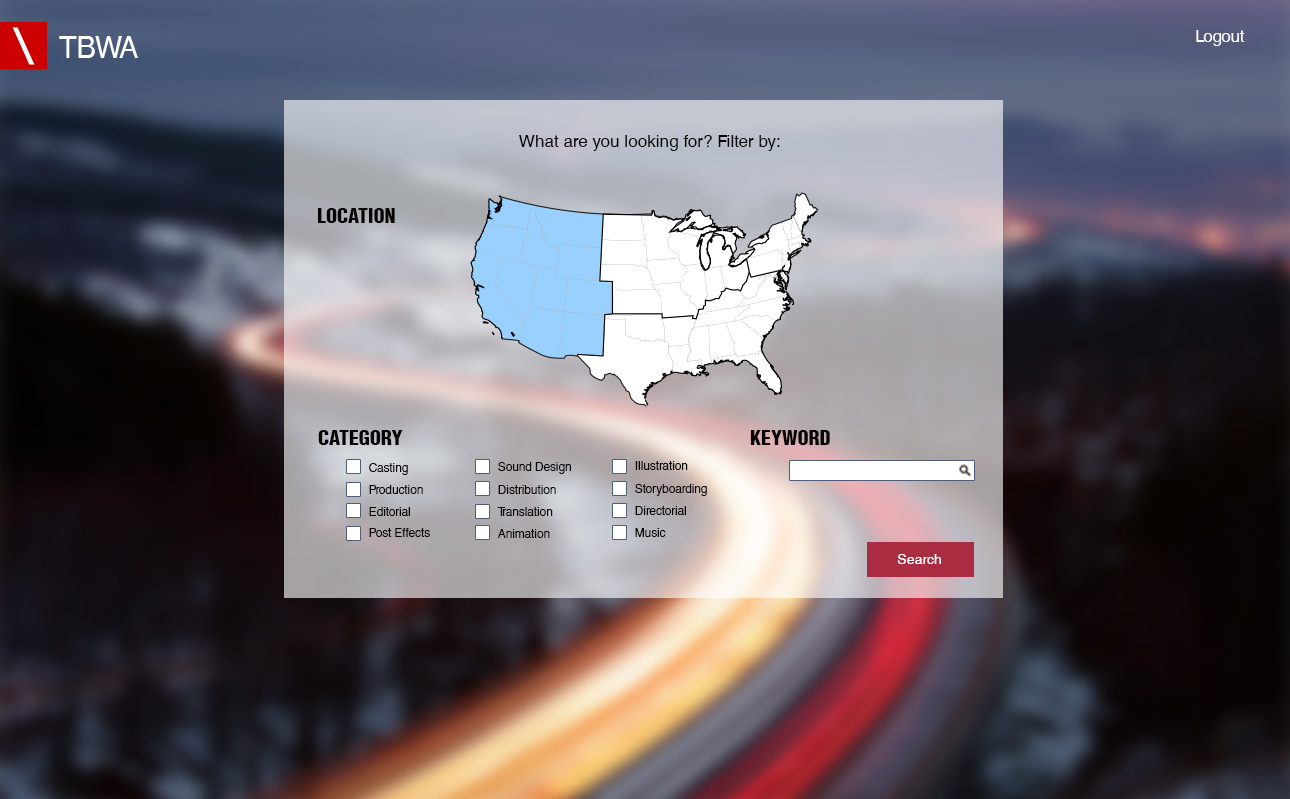 TBWA
Logout
What are you looking for? Filter by:
LOCATION
CATEGORY
Casting
Production
Editorial
Post Effects
Sound Design
Distribution
Translation
Animation
Illustration
Storyboarding
Directorial
Music
KEYWORD
Search